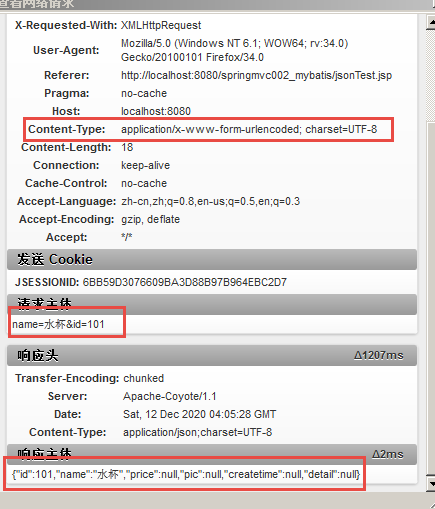 查看网络请求
X-Requested-With: XMLHttpRequest
User-Agent: Mozilla/5.0 (Windows NT 6.1; WOW64; rv:34.0)
Gecko/20100101 Firefox/34.0
Referer: http://localhost:8080/springmvc002_mybatis/jsonTest.jsp
Pragma: no-cache
Host: localhost:8080
Content-Type: application/x-www-form-urlencoded; charset=UTF-8
Content-Length: 18
Connection: keep-alive
Cache-Control: no-cache
Accept-Language: zh-cn,zh;q=0.8,en-us;q=0.5,en;q=0.3
Accept-Encoding: gzip, deflate
Accept: */*
发送 Cookie
JSESSIONID: 6BB59D3076609BA3D88B97B964EBC2D7
请求主体
name=水杯&id=101
响应头 Δ1207ms
Transfer-Encoding: chunked
Server: Apache-Coyote/1.1
Date: Sat, 12 Dec 2020 04:05:28 GMT
Content-Type: application/json;charset=UTF-8
响应主体 Δ2ms
{"id":101,"name":"水杯","price":null,"pic":null,"createtime":null,"detail":null}